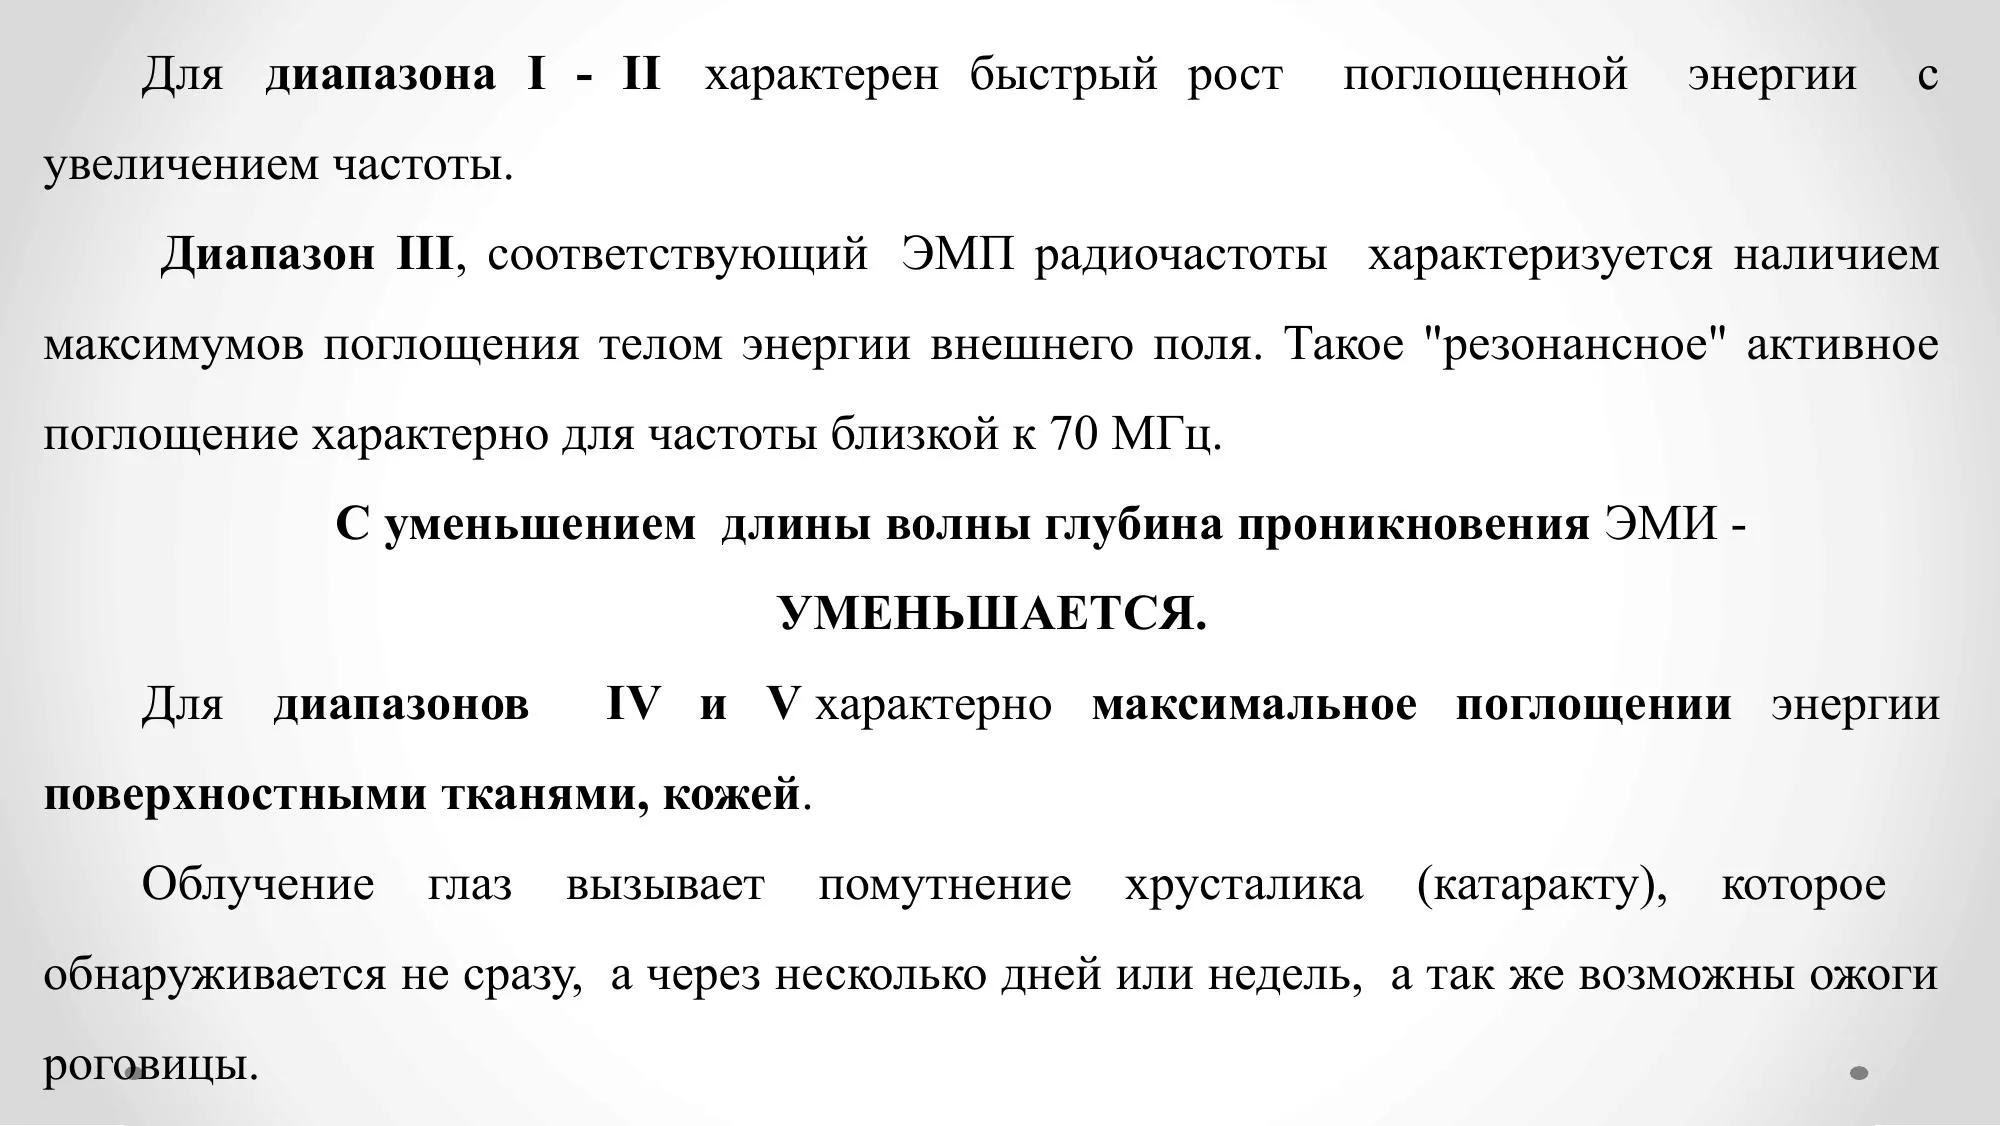 Для диапазона I - II характерен быстрый рост поглощенной энергии с
увеличением частоты.
Диапазон III, соответствующий ЭМП радиочастоты характеризуется наличием
максимумов поглощения телом энергии внешнего поля. Такое "резонансное" активное
поглощение характерно для частоты близкой к 70 МГц.
С уменьшением длины волны глубина проникновения ЭМИ -
УМЕНЬШАЕТСЯ.
Для диапазонов IV и V характерно максимальное поглощении энергии
поверхностными тканями, кожей.
Облучение глаз вызывает помутнение хрусталика (катаракту), которое
обнаруживается не сразу, а через несколько дней или недель, а так же возможны ожоги
роговицы.